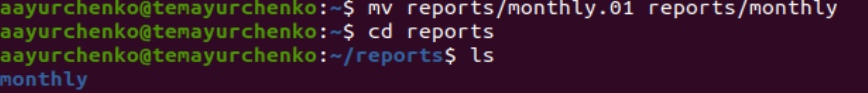 aayurchenko@temayurchenko:~$ mv reports/monthly.01 reports/monthly
aayurchenko@temayurchenko:~$ cd reports
aayurchenko@temayurchenko:~/reports$ ls
monthly